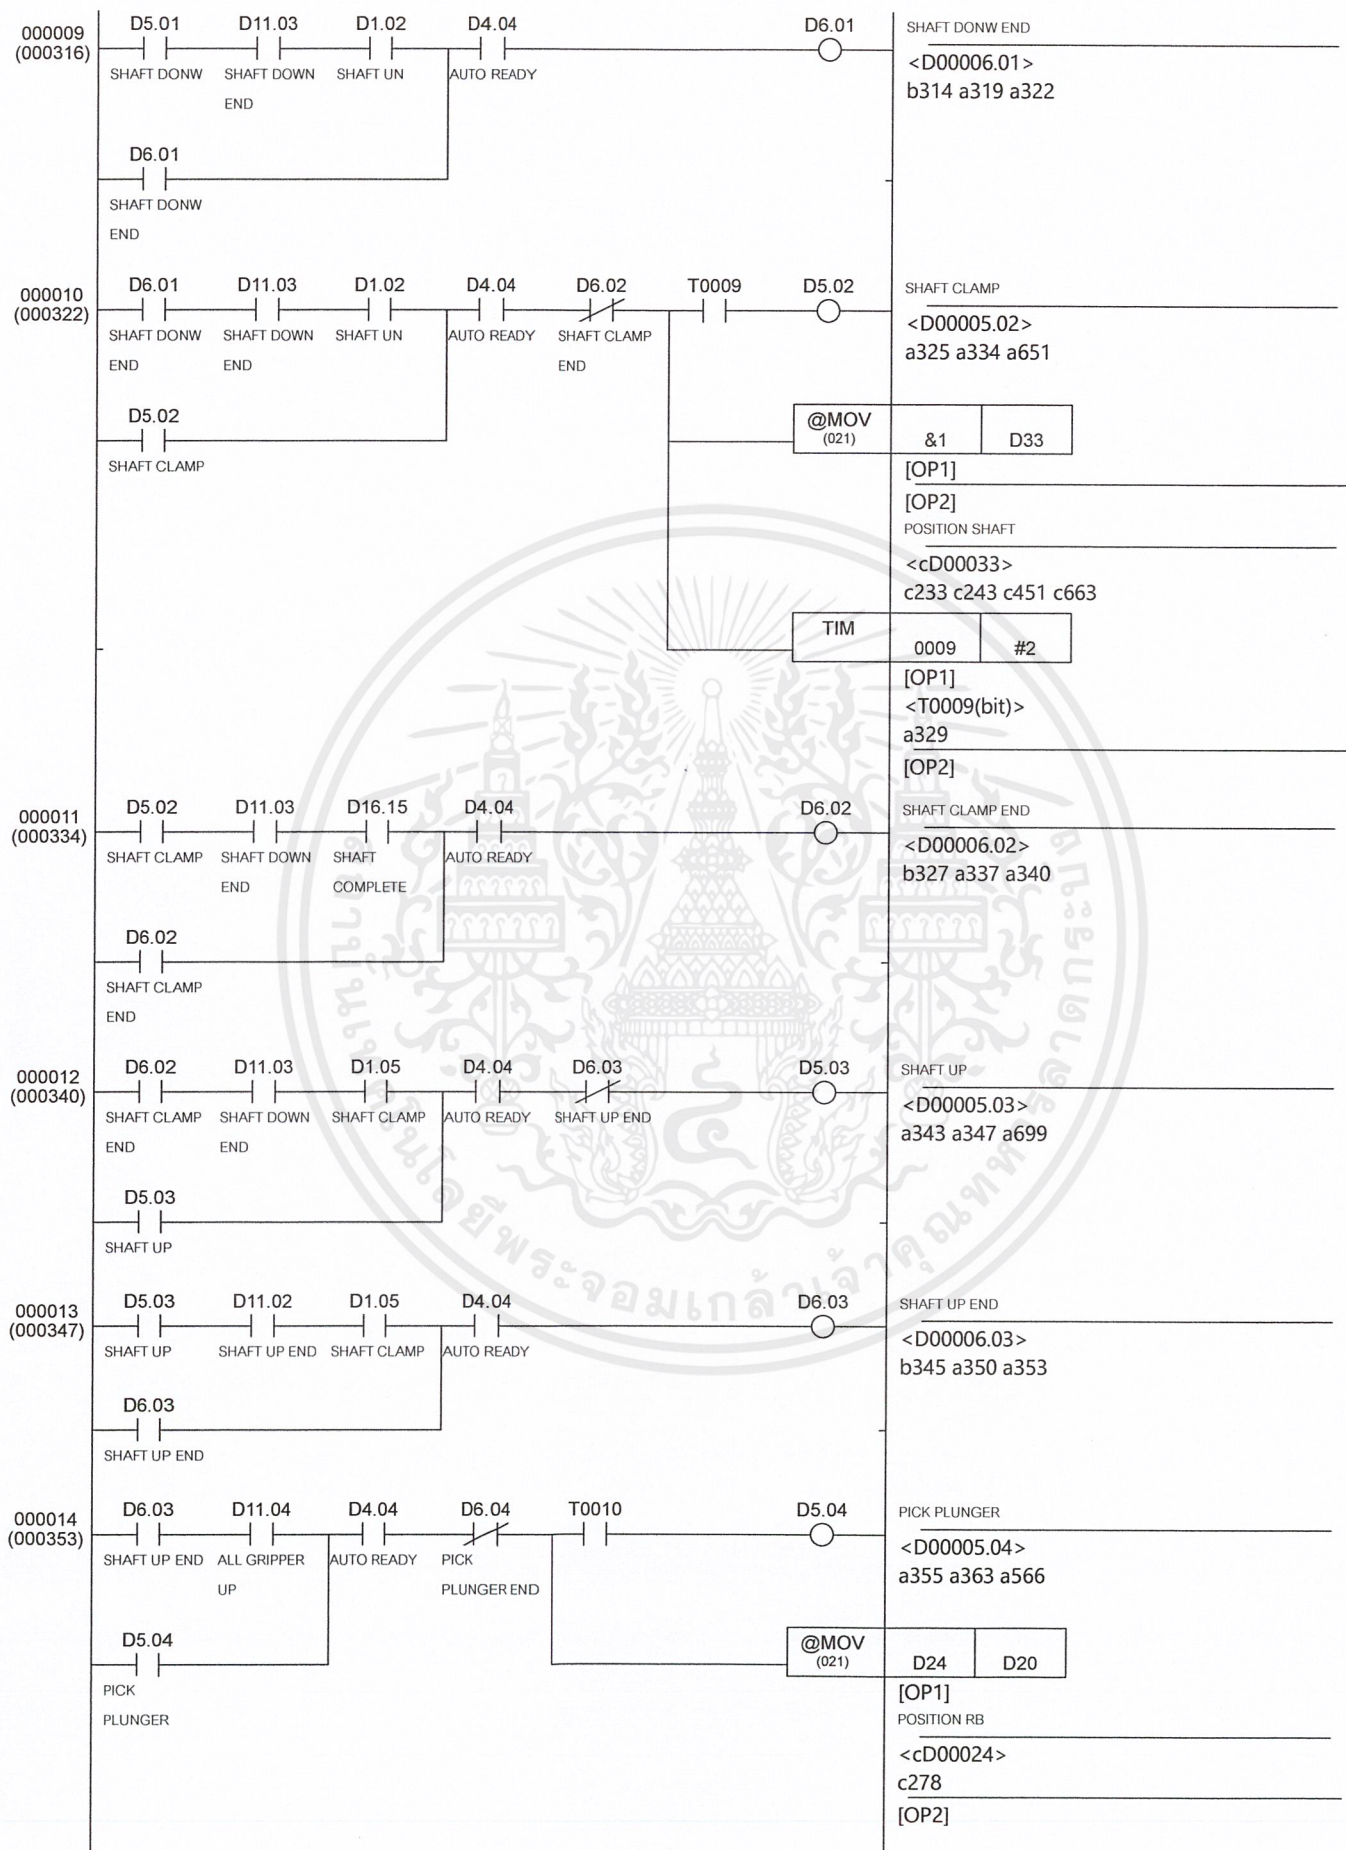 000009
(000316)
D5.01 D11.03 D1.02 D4.04 D6.01
SHAFT DONW SHAFT DOWN END SHAFT UN AUTO READY
SHAFT DONW END
<D00006.01>
b314 a319 a322
D6.01
SHAFT DONW
END
000010
(000322)
D6.01 D11.03 D1.02 D4.04 D6.02 T0009 D5.02
SHAFT DONW END SHAFT DOWN END SHAFT UN AUTO READY SHAFT CLAMP END
SHAFT CLAMP
<D00005.02>
a325 a334 a651
D5.02
SHAFT CLAMP
@MOV
(021)
&1 D33
[OP1]
[OP2]
POSITION SHAFT
<cD00033>
c233 c243 c451 c663
TIM
0009 #2
[OP1]
<T0009(bit)>
a329
[OP2]
000011
(000334)
D5.02 D11.03 D16.15 D4.04 D6.02
SHAFT CLAMP SHAFT DOWN END SHAFT COMPLETE AUTO READY
SHAFT CLAMP END
<D00006.02>
b327 a337 a340
D6.02
SHAFT CLAMP
END
000012
(000340)
D6.02 D11.03 D1.05 D4.04 D6.03 D5.03
SHAFT CLAMP END SHAFT DOWN END SHAFT CLAMP AUTO READY SHAFT UP END
SHAFT UP
<D00005.03>
a343 a347 a699
D5.03
SHAFT UP
000013
(000347)
D5.03 D11.02 D1.05 D4.04 D6.03
SHAFT UP SHAFT UP END SHAFT CLAMP AUTO READY
SHAFT UP END
<D00006.03>
b345 a350 a353
D6.03
SHAFT UP END
000014
(000353)
D6.03 D11.04 D4.04 D6.04 T0010 D5.04
SHAFT UP END ALL GRIPPER UP AUTO READY PICK PLUNGER END
PICK PLUNGER
<D00005.04>
a355 a363 a566
D5.04
PICK
PLUNGER
@MOV
(021)
D24 D20
[OP1]
POSITION RB
<cD00024>
c278
[OP2]